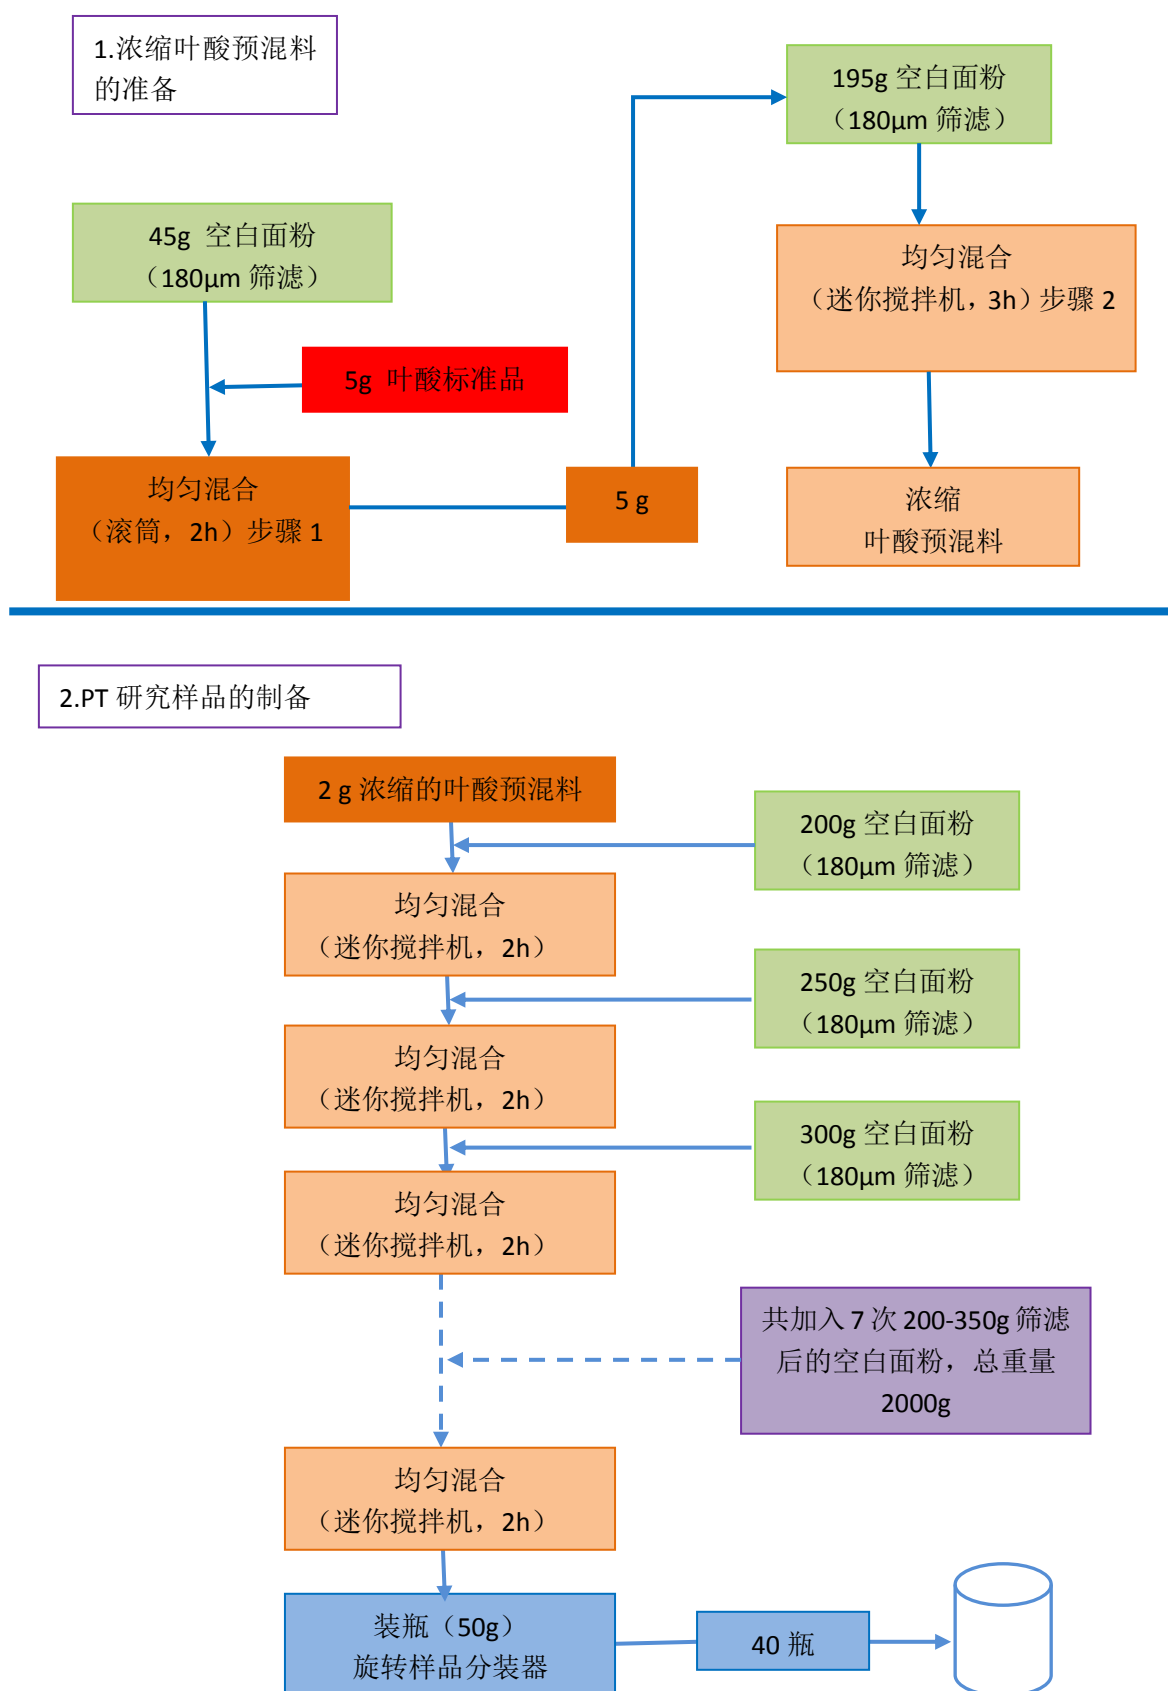 1.浓缩叶酸预混料
的准备
195g 空白面粉
（180μm 筛滤）
45g 空白面粉
（180μm 筛滤）
均匀混合
（迷你搅拌机，3h）步骤 2
5g 叶酸标准品
均匀混合
（滚筒，2h）步骤 1
5 g
浓缩
叶酸预混料
2.PT 研究样品的制备
2 g 浓缩的叶酸预混料
200g 空白面粉
（180μm 筛滤）
均匀混合
（迷你搅拌机，2h）
250g 空白面粉
（180μm 筛滤）
均匀混合
（迷你搅拌机，2h）
300g 空白面粉
（180μm 筛滤）
均匀混合
（迷你搅拌机，2h）
共加入 7 次 200-350g 筛滤
后的空白面粉，总重量
2000g
均匀混合
（迷你搅拌机，2h）
装瓶（50g）
旋转样品分装器
40 瓶